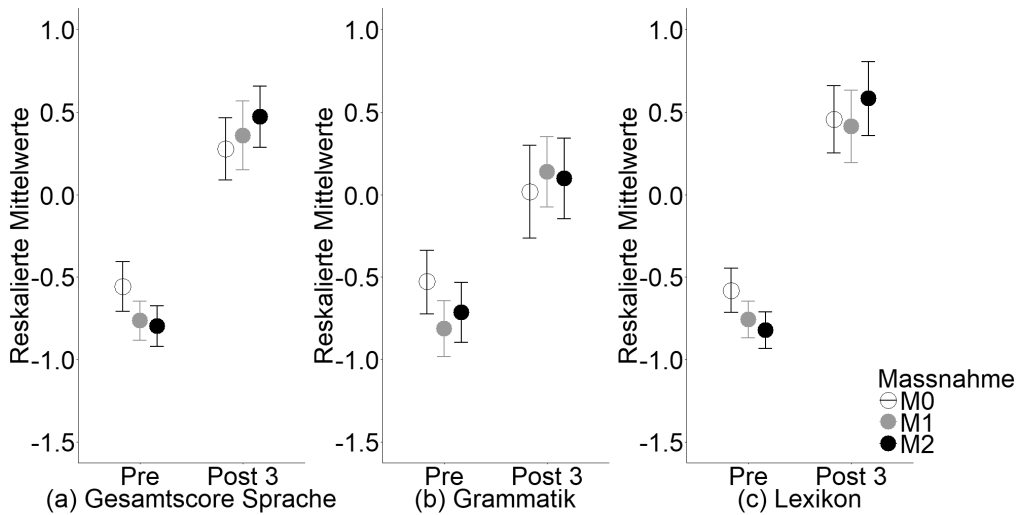 Reskalierte Mittelwerte
1.0
0.5
0.0
-0.5
-1.0
-1.5
Pre Post 3
(a) Gesamtscore Sprache
Reskalierte Mittelwerte
1.0
0.5
0.0
-0.5
-1.0
-1.5
Pre Post 3
(b) Grammatik
Reskalierte Mittelwerte
1.0
0.5
0.0
-0.5
-1.0
-1.5
Pre Post 3
(c) Lexikon
Massnahme
M0
M1
M2